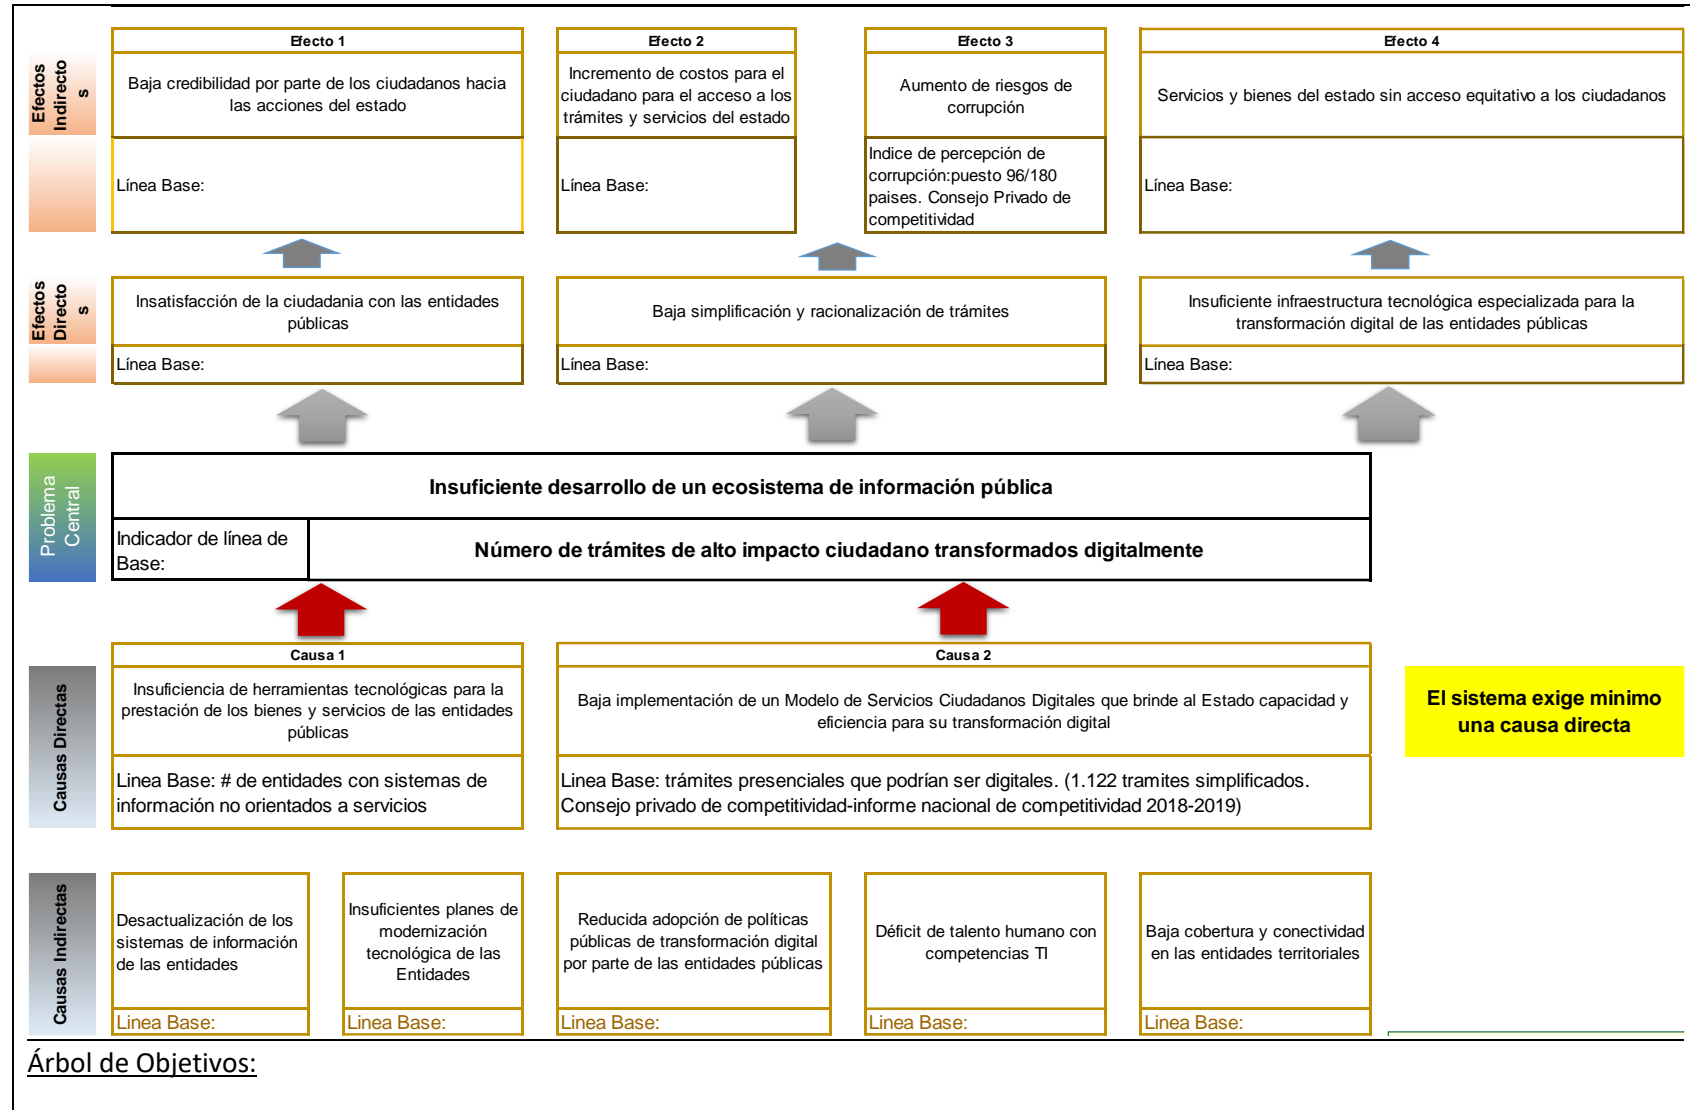 Efectos
Indirecto
s
Efecto 1
Baja credibilidad por parte de los ciudadanos hacia
las acciones del estado
Línea Base:
Efecto 2
Incremento de costos para el
ciudadano para el acceso a los
trámites y servicios del estado
Línea Base:
Efecto 3
Aumento de riesgos de
corrupción
Indice de percepción de
corrupción:puesto 96/180
paises. Consejo Privado de
competitividad
Efecto 4
Servicios y bienes del estado sin acceso equitativo a los ciudadanos
Línea Base:
Efectos
Directo
s
Insatisfacción de la ciudadania con las entidades
públicas
Línea Base:
Baja simplificación y racionalización de trámites
Línea Base:
Insuficiente infraestructura tecnológica especializada para la
transformación digital de las entidades públicas
Línea Base:
Problema
Central
Insuficiente desarrollo de un ecosistema de información pública
Indicador de línea de
Base:
Número de trámites de alto impacto ciudadano transformados digitalmente
Causas Directas
Causa 1
Insuficiencia de herramientas tecnológicas para la
prestación de los bienes y servicios de las entidades
públicas
Linea Base: # de entidades con sistemas de
información no orientados a servicios
Causa 2
Baja implementación de un Modelo de Servicios Ciudadanos Digitales que brinde al Estado capacidad y
eficiencia para su transformación digital
Linea Base: trámites presenciales que podrían ser digitales. (1.122 tramites simplificados.
Consejo privado de competitividad-informe nacional de competitividad 2018-2019)
El sistema exige minimo
una causa directa
Causas Indirectas
Desactualización de los
sistemas de información
de las entidades
Linea Base:
Insuficientes planes de
modernización
tecnológica de las
Entidades
Linea Base:
Reducida adopción de políticas
públicas de transformación digital
por parte de las entidades públicas
Linea Base:
Déficit de talento humano con
competencias TI
Linea Base:
Baja cobertura y conectividad
en las entidades territoriales
Linea Base:
Árbol de Objetivos: